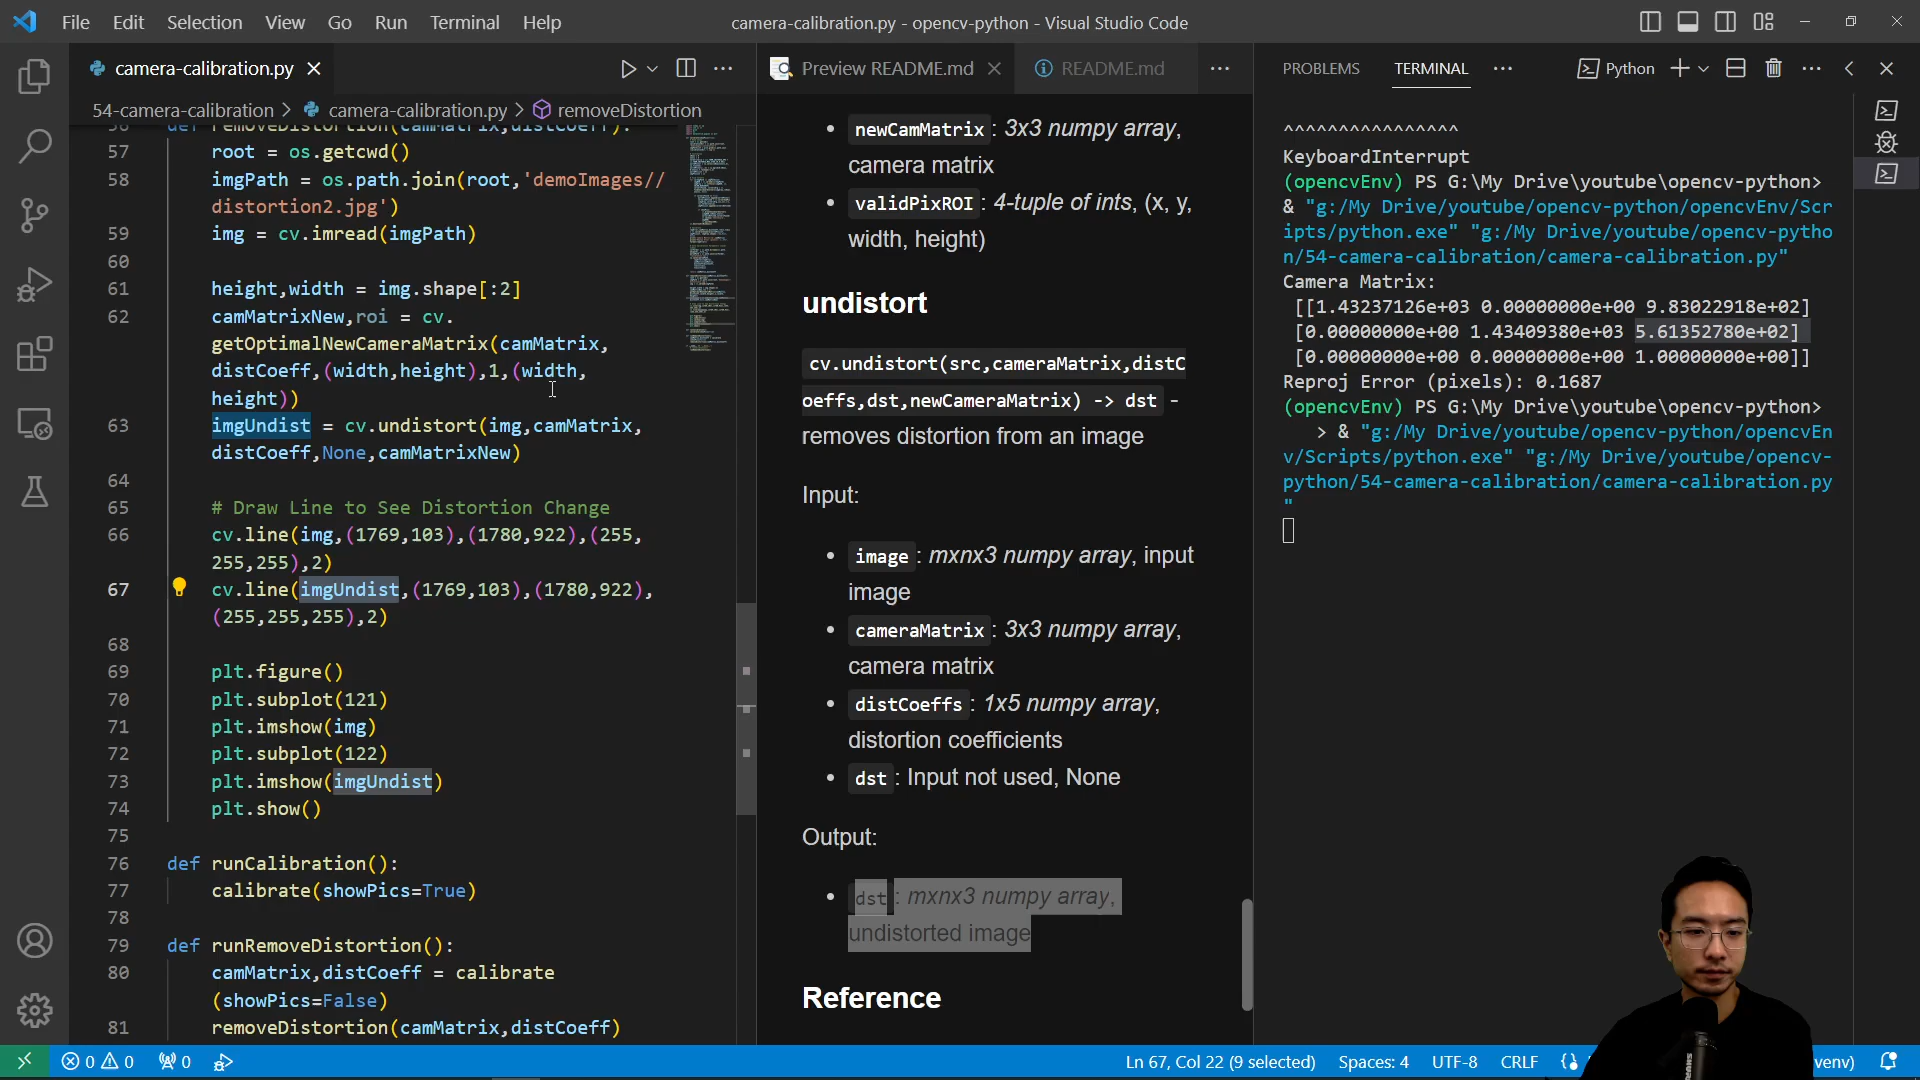 File Edit Selection View Go Run Terminal Help
camera-calibration.py - opencv-python - Visual Studio Code
camera-calibration.py
54-camera-calibration > camera-calibration.py > removeDistortion
56 def removeDistortion(camMatrix,distCoeff):
57 root = os.getcwd()
58 imgPath = os.path.join(root,'demoImages//
distortion2.jpg')
59 img = cv.imread(imgPath)
60
61 height,width = img.shape[:2]
62 camMatrixNew,roi = cv.
getOptimalNewCameraMatrix(camMatrix,
distCoeff,(width,height),1,(width,
height))
63 imgUndist = cv.undistort(img,camMatrix,
distCoeff,None,camMatrixNew)
64
65 # Draw Line to See Distortion Change
66 cv.line(img,(1769,103),(1780,922),(255,
255,255),2)
67 cv.line(imgUndist,(1769,103),(1780,922),
(255,255,255),2)
68
69 plt.figure()
70 plt.subplot(121)
71 plt.imshow(img)
72 plt.subplot(122)
73 plt.imshow(imgUndist)
74 plt.show()
75
76 def runCalibration():
77 calibrate(showPics=True)
78
79 def runRemoveDistortion():
80 camMatrix,distCoeff = calibrate
(showPics=False)
81 removeDistortion(camMatrix,distCoeff)
Preview README.md
README.md
newCamMatrix: 3x3 numpy array,
camera matrix
validPixROI: 4-tuple of ints, (x, y,
width, height)
undistort
cv.undistort(src,cameraMatrix,distC
oeffs,dst,newCameraMatrix) -> dst -
removes distortion from an image
Input:
image: mxnx3 numpy array, input
image
cameraMatrix: 3x3 numpy array,
camera matrix
distCoeffs: 1x5 numpy array,
distortion coefficients
dst: Input not used, None
Output:
dst: mxnx3 numpy array,
undistorted image
Reference
PROBLEMS TERMINAL
Python
^^^^^^^^^^^^^^^^
KeyboardInterrupt
(opencvEnv) PS G:\My Drive\youtube\opencv-python>
& "g:/My Drive/youtube/opencv-python/opencvEnv/Scr
ipts/python.exe" "g:/My Drive/youtube/opencv-pytho
n/54-camera-calibration/camera-calibration.py"
Camera Matrix:
[[1.43237126e+03 0.00000000e+00 9.83022918e+02]
[0.00000000e+00 1.43409380e+03 5.61352780e+02]
[0.00000000e+00 0.00000000e+00 1.00000000e+00]]
Reproj Error (pixels): 0.1687
(opencvEnv) PS G:\My Drive\youtube\opencv-python>
> & "g:/My Drive/youtube/opencv-python/opencvEn
v/Scripts/python.exe" "g:/My Drive/youtube/opencv-
python/54-camera-calibration/camera-calibration.py
"
0 0 0
Ln 67, Col 22 (9 selected) Spaces: 4 UTF-8 CRLF venv)